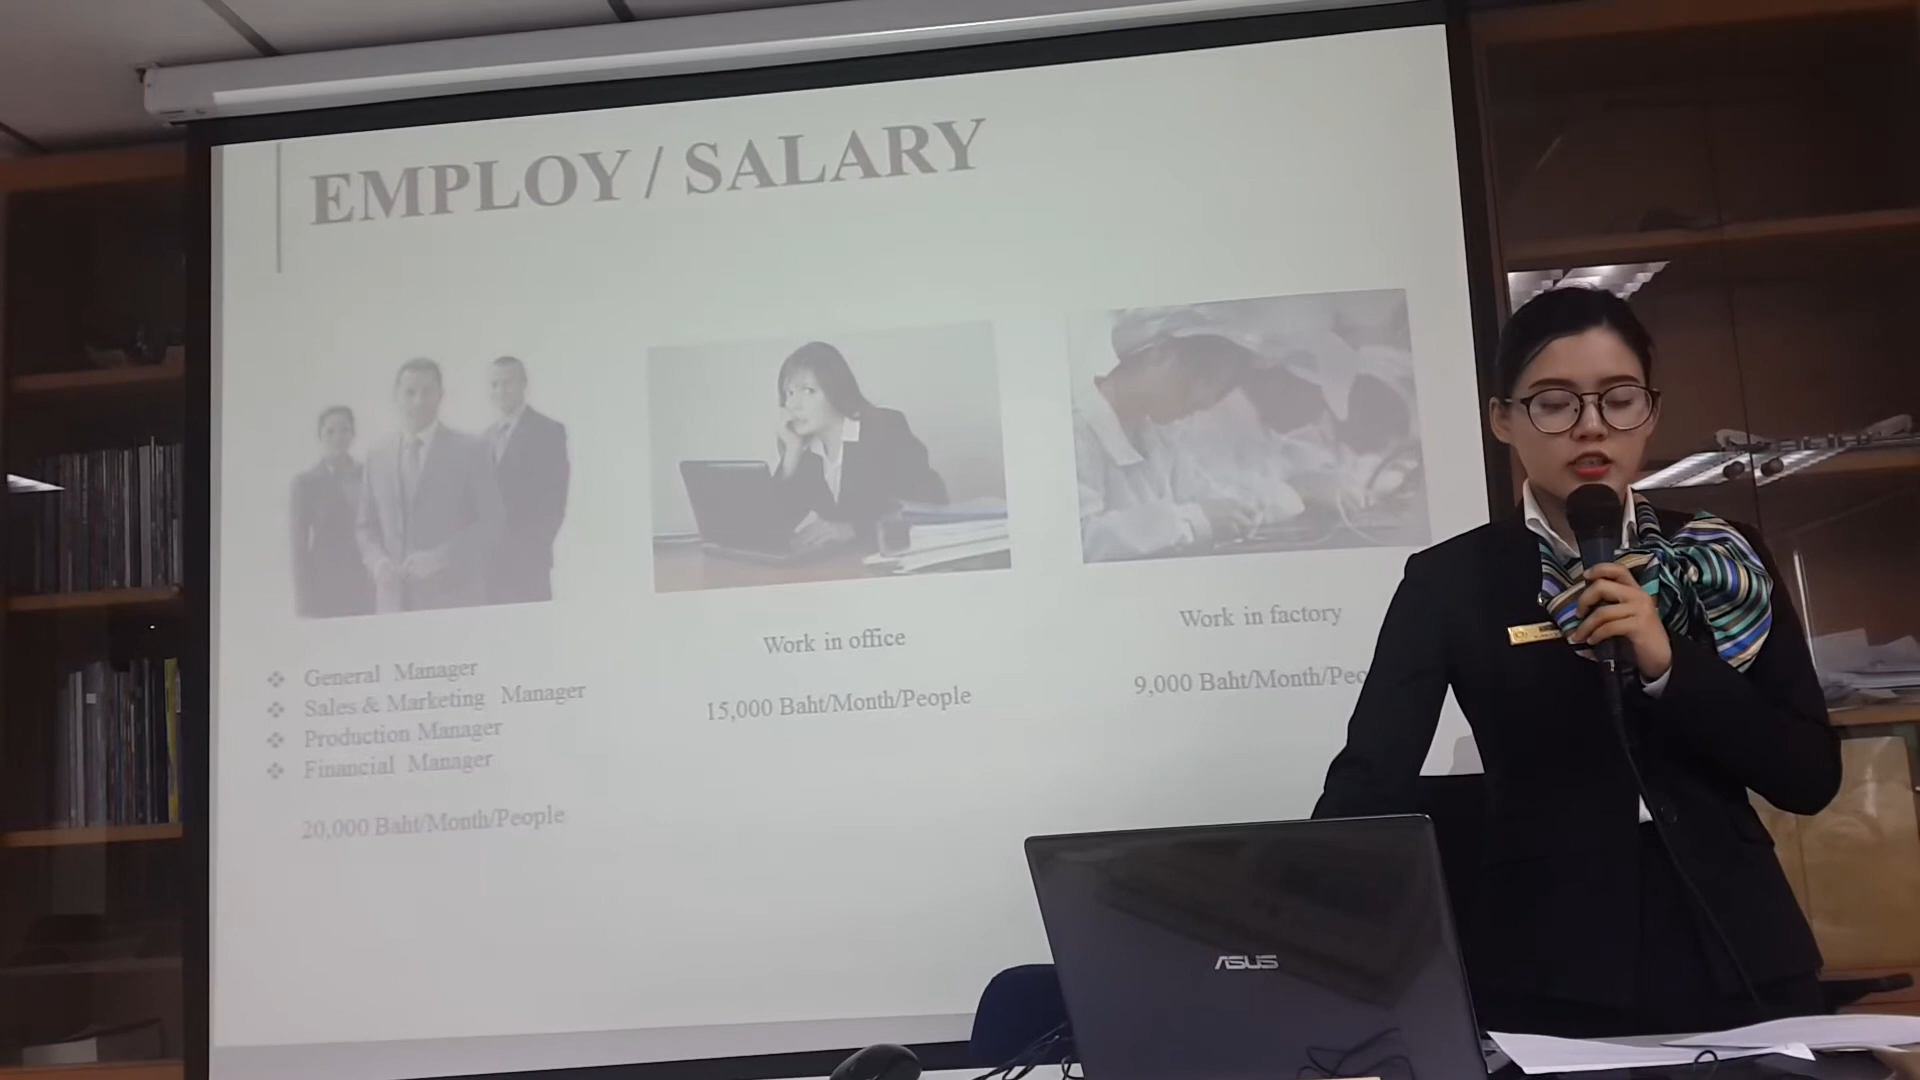 EMPLOY / SALARY
General Manager
Sales & Marketing Manager
Production Manager
Financial Manager
20,000 Baht/Month/People
Work in office
15,000 Baht/Month/People
Work in factory
9,000 Baht/Month/Peo
ASUS